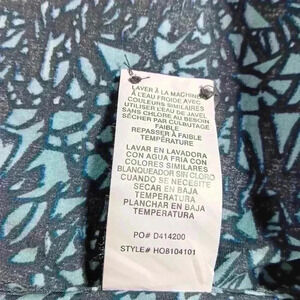 LAVER À LA MACHINE
À L'EAU FROIDE AVEC
COULEURS SIMILAIRES
UTILISER EAU DE JAVEL
SANS CHLORE AU BESOIN
SÉCHER PAR CULBUTAGE
FAIBLE
REPASSER À FAIBLE
TEMPÉRATURE
LAVAR EN LAVADORA
CON AGUA FRIA CON
COLORES SIMILARES
BLANQUEADOR SIN CLORO
CUANDO SE NECESITE
SECAR EN BAJA
TEMPERATURA
PLANCHAR EN BAJA
TEMPERATURA
PO# D414200
STYLE# HO8104101